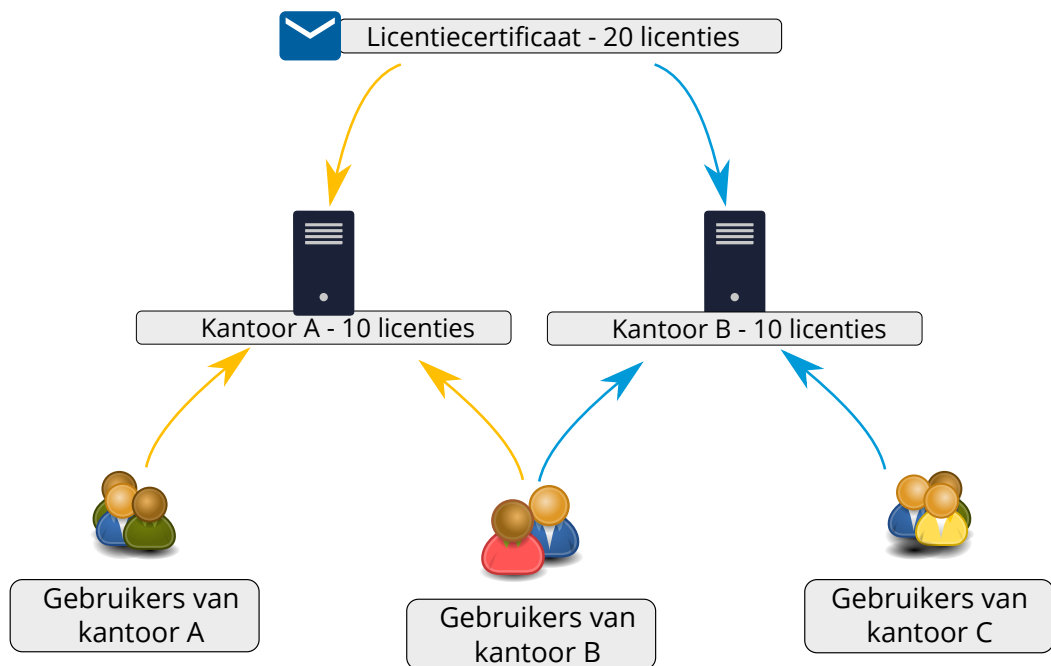 Licentiecertificaat - 20 licenties
Kantoor A - 10 licenties
Kantoor B - 10 licenties
Gebruikers van
kantoor A
Gebruikers van
kantoor B
Gebruikers van
kantoor C